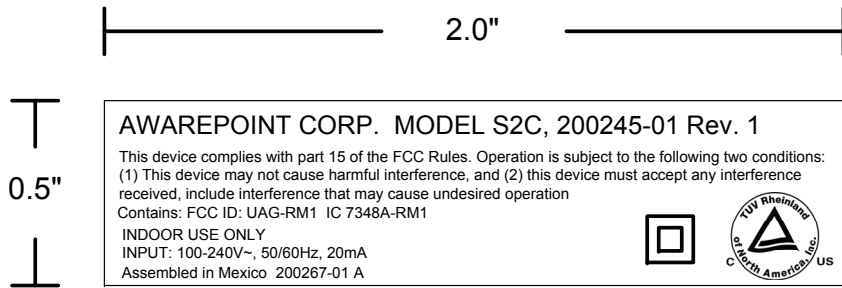 2.0"
0.5"
AWAREPOINT CORP. MODEL S2C, 200245-01 Rev. 1
This device complies with part 15 of the FCC Rules. Operation is subject to the following two conditions:
(1) This device may not cause harmful interference, and (2) this device must accept any interference
received, include interference that may cause undesired operation
Contains: FCC ID: UAG-RM1 IC 7348A-RM1
INDOOR USE ONLY
INPUT: 100-240V~, 50/60Hz, 20mA
Assembled in Mexico 200267-01 A
TUV Rheinland
of North America, Inc.
C US